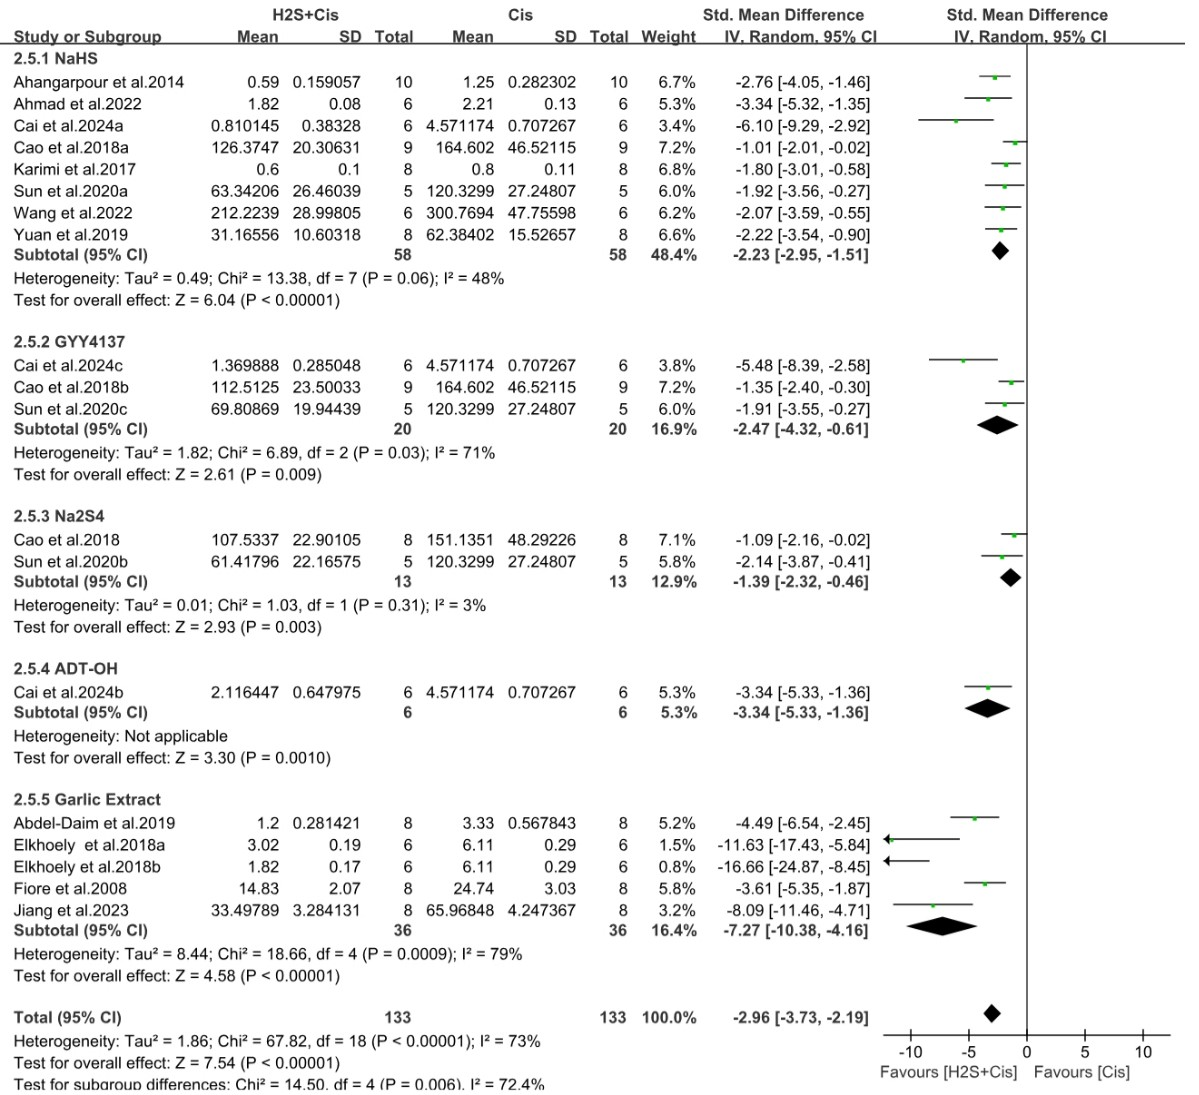 H2S+Cis Cis Std. Mean Difference Std. Mean Difference
Study or Subgroup Mean SD Total Mean SD Total Weight IV, Random, 95% CI IV, Random, 95% CI
2.5.1 NaHS
Ahangarpour et al.2014 0.59 0.159057 10 1.25 0.282302 10 6.7% -2.76 [-4.05, -1.46]
Ahmad et al.2022 1.82 0.08 6 2.21 0.13 6 5.3% -3.34 [-5.32, -1.35]
Cai et al.2024a 0.810145 0.38328 6 4.571174 0.707267 6 3.4% -6.10 [-9.29, -2.92]
Cao et al.2018a 126.3747 20.30631 9 164.602 46.52115 9 7.2% -1.01 [-2.01, -0.02]
Karimi et al.2017 0.6 0.1 8 0.8 0.11 8 6.8% -1.80 [-3.01, -0.58]
Sun et al.2020a 63.34206 26.46039 5 120.3299 27.24807 5 6.0% -1.92 [-3.56, -0.27]
Wang et al.2022 212.2239 28.99805 6 300.7694 47.75598 6 6.2% -2.07 [-3.59, -0.55]
Yuan et al.2019 31.16556 10.60318 8 62.38402 15.52657 8 6.6% -2.22 [-3.54, -0.90]
Subtotal (95% CI) 58 58 48.4% -2.23 [-2.95, -1.51]
Heterogeneity: Tau² = 0.49; Chi² = 13.38, df = 7 (P = 0.06); I² = 48%
Test for overall effect: Z = 6.04 (P < 0.00001)
2.5.2 GYY4137
Cai et al.2024c 1.369888 0.285048 6 4.571174 0.707267 6 3.8% -5.48 [-8.39, -2.58]
Cao et al.2018b 112.5125 23.50033 9 164.602 46.52115 9 7.2% -1.35 [-2.40, -0.30]
Sun et al.2020c 69.80869 19.94439 5 120.3299 27.24807 5 6.0% -1.91 [-3.55, -0.27]
Subtotal (95% CI) 20 20 16.9% -2.47 [-4.32, -0.61]
Heterogeneity: Tau² = 1.82; Chi² = 6.89, df = 2 (P = 0.03); I² = 71%
Test for overall effect: Z = 2.61 (P = 0.009)
2.5.3 Na2S4
Cao et al.2018 107.5337 22.90105 8 151.1351 48.29226 8 7.1% -1.09 [-2.16, -0.02]
Sun et al.2020b 61.41796 22.16575 5 120.3299 27.24807 5 5.8% -2.14 [-3.87, -0.41]
Subtotal (95% CI) 13 13 12.9% -1.39 [-2.32, -0.46]
Heterogeneity: Tau² = 0.01; Chi² = 1.03, df = 1 (P = 0.31); I² = 3%
Test for overall effect: Z = 2.93 (P = 0.003)
2.5.4 ADT-OH
Cai et al.2024b 2.116447 0.647975 6 4.571174 0.707267 6 5.3% -3.34 [-5.33, -1.36]
Subtotal (95% CI) 6 6 5.3% -3.34 [-5.33, -1.36]
Heterogeneity: Not applicable
Test for overall effect: Z = 3.30 (P = 0.0010)
2.5.5 Garlic Extract
Abdel-Daim et al.2019 1.2 0.281421 8 3.33 0.567843 8 5.2% -4.49 [-6.54, -2.45]
Elkhoely et al.2018a 3.02 0.19 6 6.11 0.29 6 1.5% -11.63 [-17.43, -5.84]
Elkhoely et al.2018b 1.82 0.17 6 6.11 0.29 6 0.8% -16.66 [-24.87, -8.45]
Fiore et al.2008 14.83 2.07 8 24.74 3.03 8 5.8% -3.61 [-5.35, -1.87]
Jiang et al.2023 33.49789 3.284131 8 65.96848 4.247367 8 3.2% -8.09 [-11.46, -4.71]
Subtotal (95% CI) 36 36 16.4% -7.27 [-10.38, -4.16]
Heterogeneity: Tau² = 8.44; Chi² = 18.66, df = 4 (P = 0.0009); I² = 79%
Test for overall effect: Z = 4.58 (P < 0.00001)
Total (95% CI) 133 133 100.0% -2.96 [-3.73, -2.19]
Heterogeneity: Tau² = 1.86; Chi² = 67.82, df = 18 (P < 0.00001); I² = 73%
Test for overall effect: Z = 7.54 (P < 0.00001)
Test for subgroup differences: Chi² = 14.50, df = 4 (P = 0.006), I² = 72.4%
-10 -5 0 5 10
Favours [H2S+Cis] Favours [Cis]